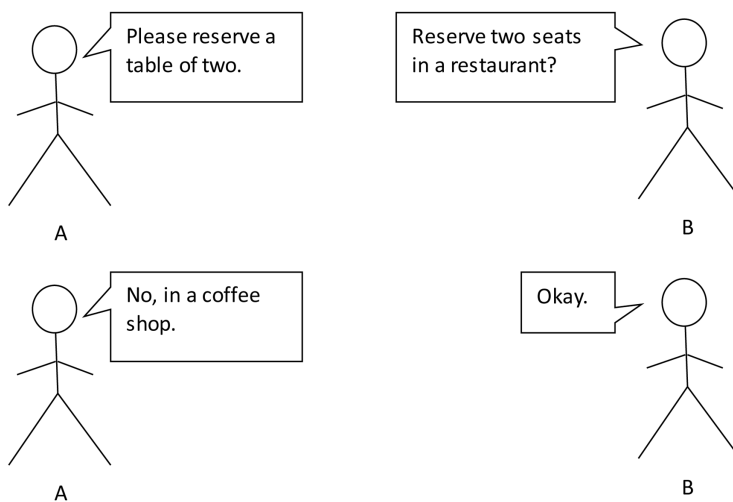 Please reserve a
table of two.
Reserve two seats
in a restaurant?
A
B
No, in a coffee
shop.
Okay.
A
B